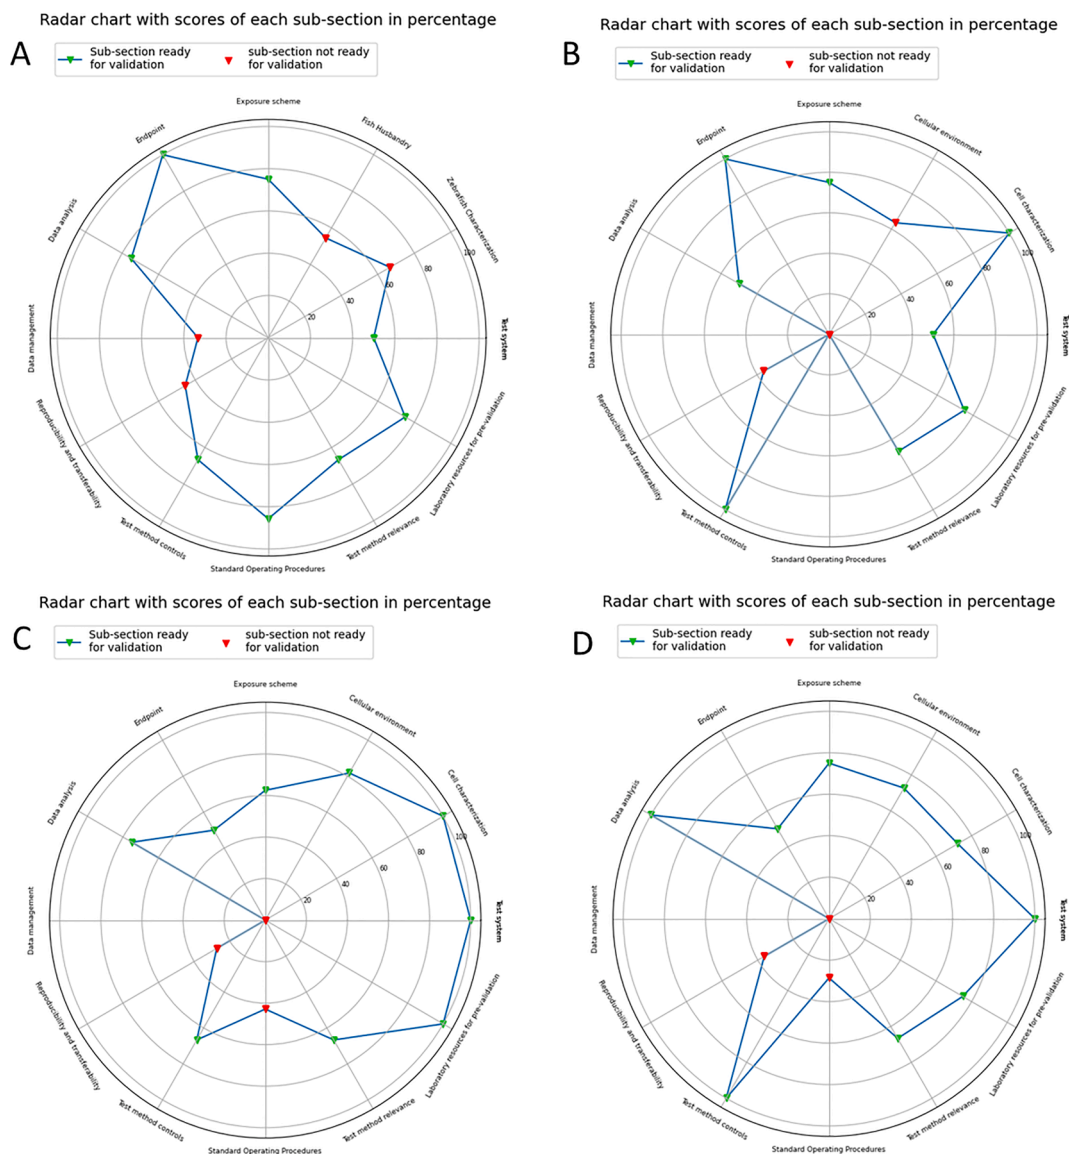 Radar chart with scores of each sub-section in percentage
A
Sub-section ready
for validation
sub-section not ready
for validation
Exposure scheme
Fish Husbandry
Zebrafish Characterization
Test system
Laboratory resources for pre-validation
Test method relevance
Standard Operating Procedures
Test method controls
Reproducibility and transferability
Data management
Data analysis
Endpoint
20
40
60
80
100
Radar chart with scores of each sub-section in percentage
B
Sub-section ready
for validation
sub-section not ready
for validation
Exposure scheme
Cellular environment
Cell characterization
Test system
Laboratory resources for pre-validation
Test method relevance
Standard Operating Procedures
Test method controls
Reproducibility and transferability
Data management
Data analysis
Endpoint
20
40
60
80
100
Radar chart with scores of each sub-section in percentage
C
Sub-section ready
for validation
sub-section not ready
for validation
Exposure scheme
Cellular environment
Cell characterization
Test system
Laboratory resources for pre-validation
Test method relevance
Standard Operating Procedures
Test method controls
Reproducibility and transferability
Data management
Data analysis
Endpoint
20
40
60
80
100
Radar chart with scores of each sub-section in percentage
D
Sub-section ready
for validation
sub-section not ready
for validation
Exposure scheme
Cellular environment
Cell characterization
Test system
Laboratory resources for pre-validation
Test method relevance
Standard Operating Procedures
Test method controls
Reproducibility and transferability
Data management
Data analysis
Endpoint
20
40
60
80
100